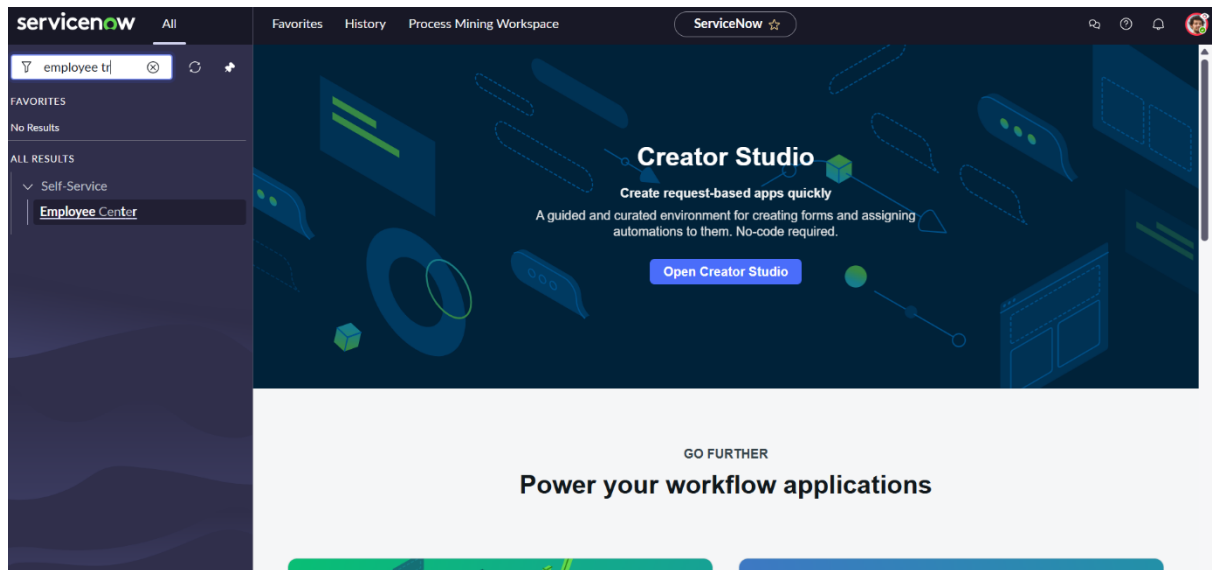 servicenow All Favorites History Process Mining Workspace ServiceNow
employee tr
FAVORITES
No Results
ALL RESULTS
Self-Service
Employee Center
Creator Studio
Create request-based apps quickly
A guided and curated environment for creating forms and assigning
automations to them. No-code required.
Open Creator Studio
GO FURTHER
Power your workflow applications